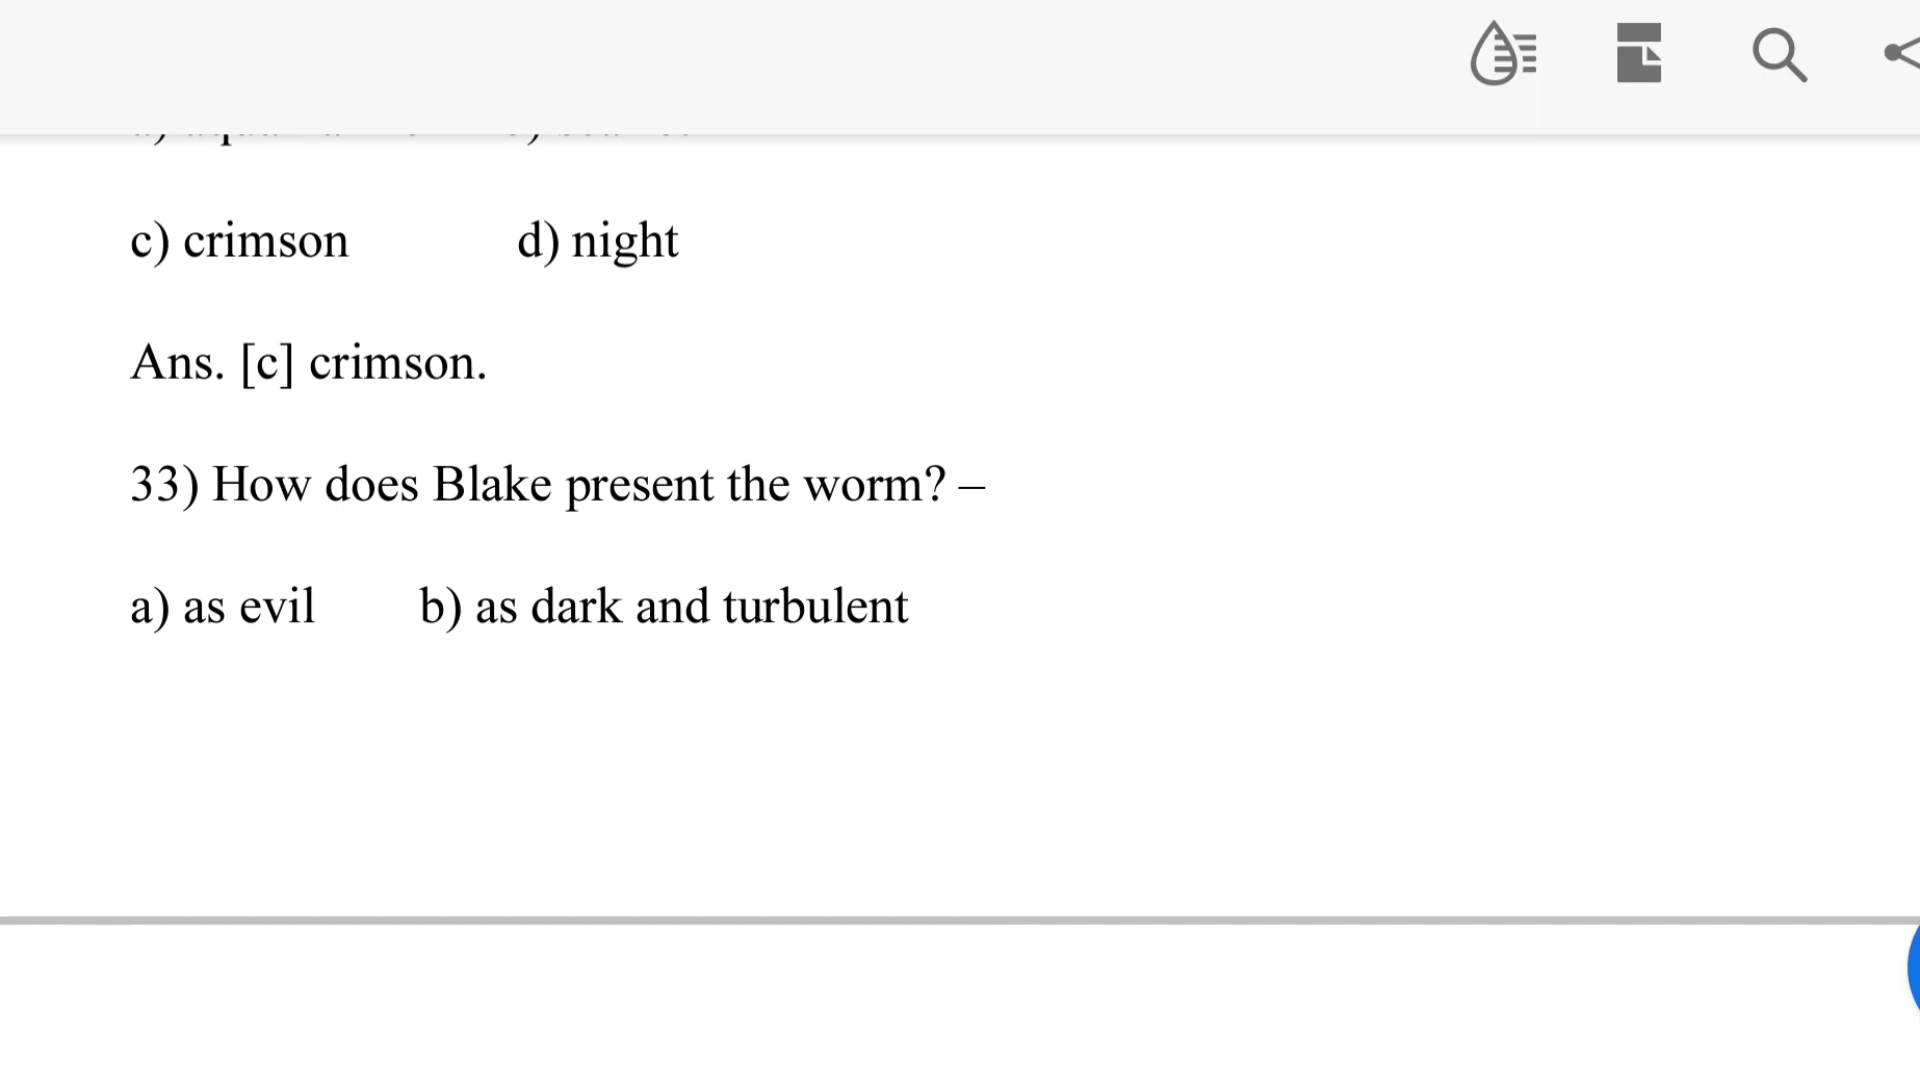 c) crimson d) night
Ans. [c] crimson.
33) How does Blake present the worm? –
a) as evil b) as dark and turbulent